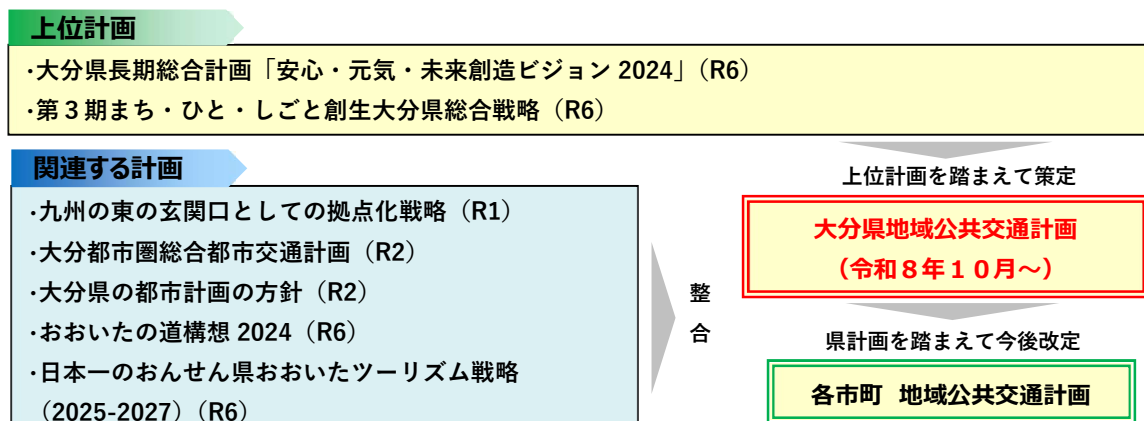 上位計画
・大分県長期総合計画「安心・元気・未来創造ビジョン 2024」（R6）
・第３期まち・ひと・しごと創生大分県総合戦略（R6）
関連する計画
・九州の東の玄関口としての拠点化戦略（R1）
・大分都市圏総合都市交通計画（R2）
・大分県の都市計画の方針（R2）
・おおいたの道構想 2024（R6）
・日本一のおんせん県おおいたツーリズム戦略
（2025-2027）（R6）
整
合
上位計画を踏まえて策定
大分県地域公共交通計画
（令和８年１０月～）
県計画を踏まえて今後改定
各市町 地域公共交通計画